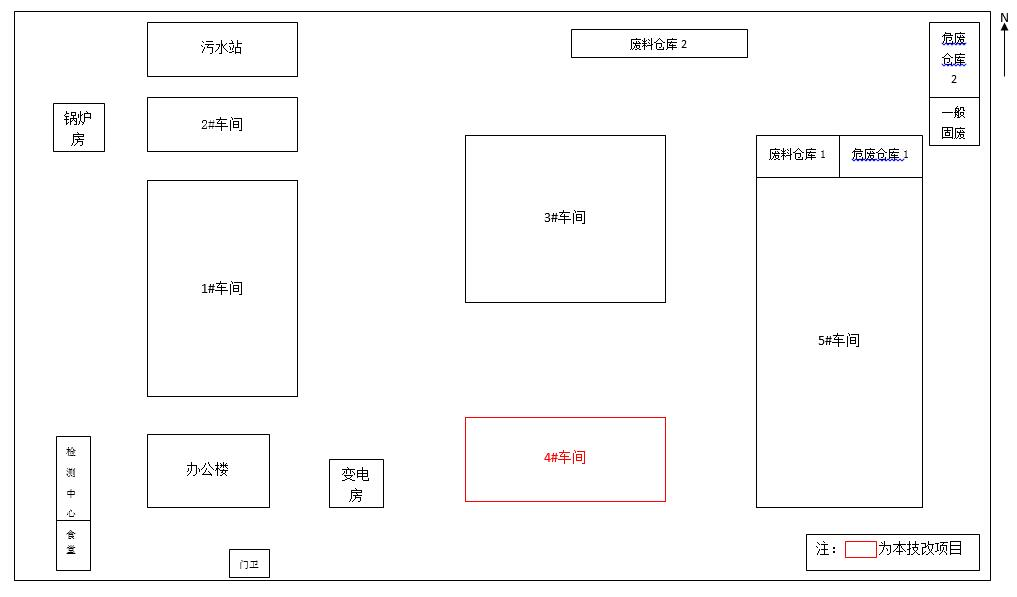 N
污水站
废料仓库 2
危废
仓库
2
锅炉
房
2#车间
一般
固废
废料仓库 1
危废仓库 1
3#车间
1#车间
5#车间
检
测
中
心
办公楼
变电
房
4#车间
食
堂
门卫
注：为本技改项目